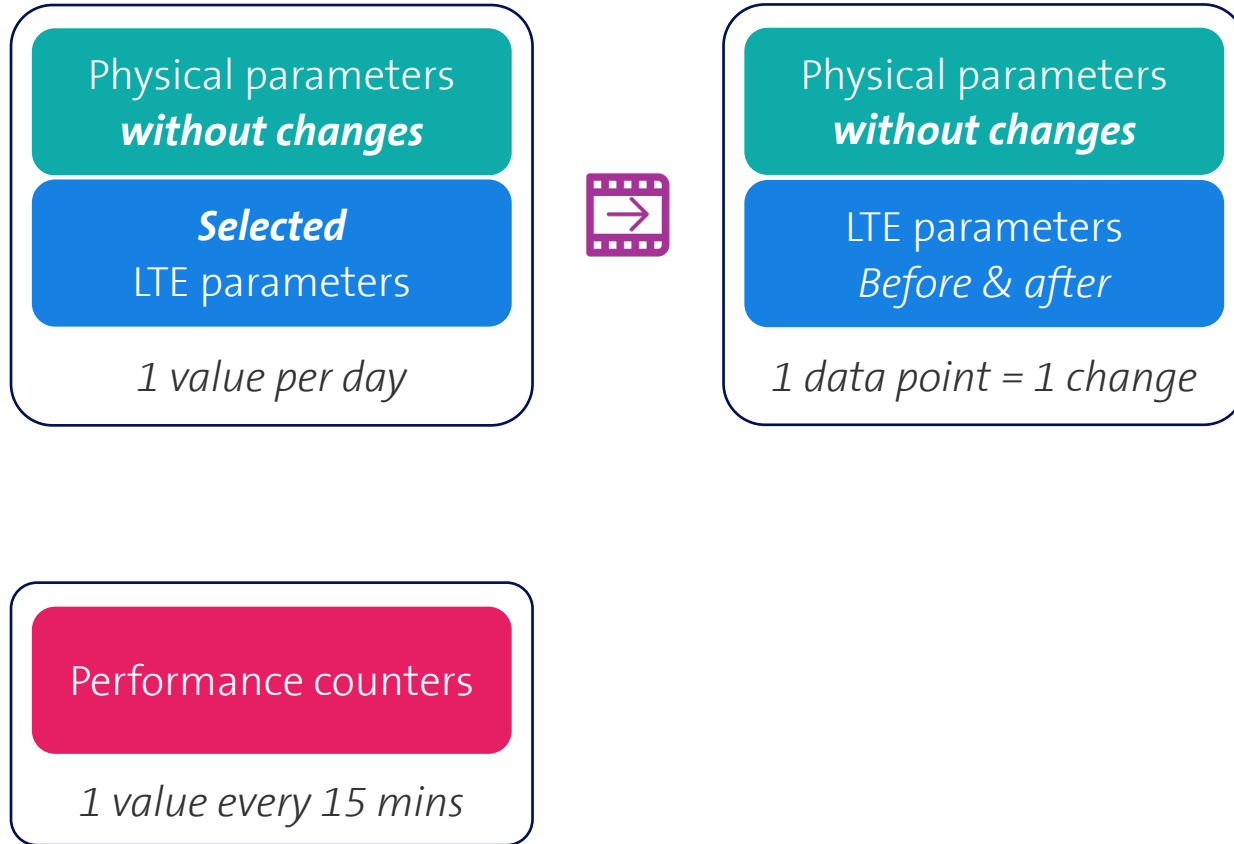 Physical parameters
without changes
Selected
LTE parameters
1 value per day
Physical parameters
without changes
LTE parameters
Before & after
1 data point = 1 change
Performance counters
1 value every 15 mins